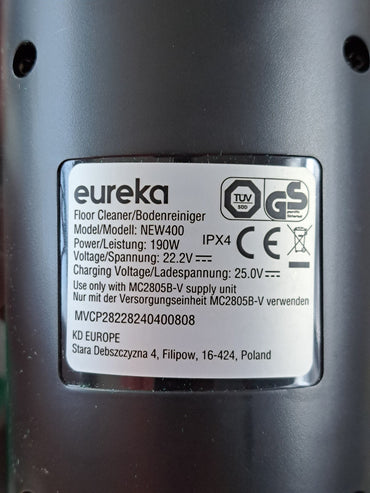 eureka
Floor Cleaner/Bodenreiniger
Model/Modell: NEW400
Power/Leistung: 190W
IPX4
Voltage/Spannung: 22.2V
Charging Voltage/Ladespannung: 25.0V
Use only with MC2805B-V supply unit
Nur mit der Versorgungseinheit MC2805B-V verwenden
MVCP28228240400808
KD EUROPE
Stara Debszczyzna 4, Filipow, 16-424, Poland
TÜV
SÜD
GS
CE